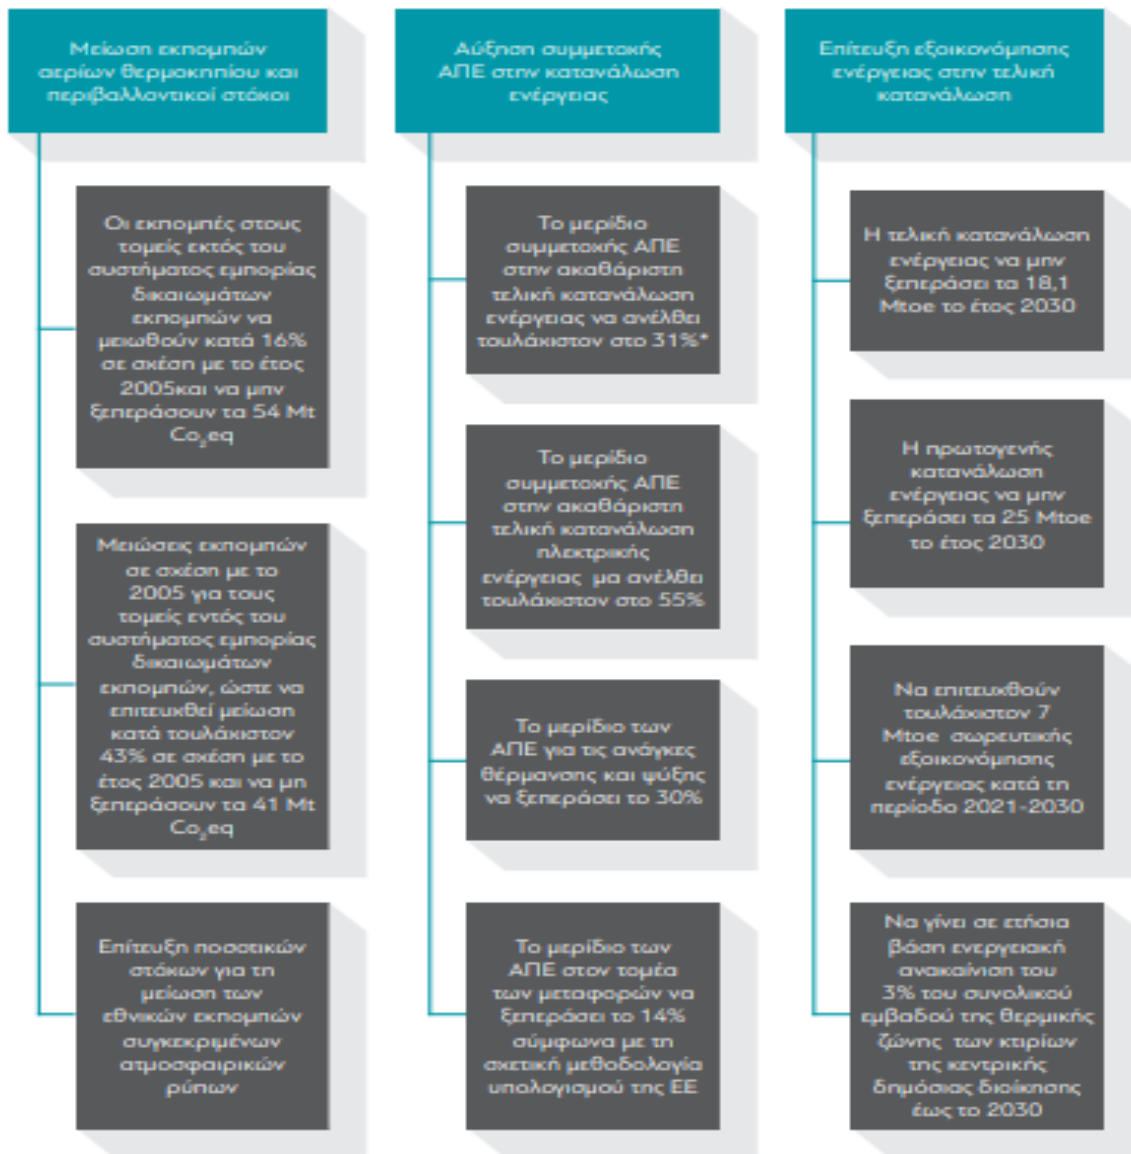 Μείωση εκπομπών
αερίων θερμοκηπίου και
περιβαλλοντικοί στόχοι
Οι εκπομπές στους
τομείς εκτός του
συστήματος εμπορίας
δικαιωμάτων
εκπομπών να
μειωθούν κατά 16%
σε σχέση με το έτος
2005και να μην
ξεπεράσουν τα 54 Mt
Co₂eq
Μειώσεις εκπομπών
σε σχέση με το
2005 για τους
τομείς εντός του
συστήματος εμπορίας
δικαιωμάτων
εκπομπών, ώστε να
επιτευχθεί μείωση
κατά τουλάχιστον
43% σε σχέση με το
έτος 2005 και να μη
ξεπεράσουν τα 41 Mt
Co₂eq
Επίτευξη ποσοτικών
στόχων για τη
μείωση των
εθνικών εκπομπών
συγκεκριμένων
ατμοσφαιρικών
ρύπων
Αύξηση συμμετοχής
ΑΠΕ στην κατανάλωση
ενέργειας
Το μερίδιο
συμμετοχής ΑΠΕ
στην ακαθάριστη
τελική κατανάλωση
ενέργειας να ανέλθει
τουλάχιστον στο 31%*
Το μερίδιο
συμμετοχής ΑΠΕ
στην ακαθάριστη
τελική κατανάλωση
ηλεκτρικής
ενέργειας μα ανέλθει
τουλάχιστον στο 55%
Το μερίδιο των
ΑΠΕ για τις ανάγκες
θέρμανσης και ψύξης
να ξεπεράσει το 30%
Το μερίδιο των
ΑΠΕ στον τομέα
των μεταφορών να
ξεπεράσει το 14%
σύμφωνα με τη
σχετική μεθοδολογία
υπολογισμού της ΕΕ
Επίτευξη εξοικονόμησης
ενέργειας στην τελική
κατανάλωση
Η τελική κατανάλωση
ενέργειας να μην
ξεπεράσει τα 18,1
Mtoe το έτος 2030
Η πρωτογενής
κατανάλωση
ενέργειας να μην
ξεπεράσει τα 25 Mtoe
το έτος 2030
Να επιτευχθούν
τουλάχιστον 7
Mtoe σωρευτικής
εξοικονόμησης
ενέργειας κατά τη
περίοδο 2021-2030
Να γίνει σε ετήσια
βάση ενεργειακή
ανακαίνιση του
3% του συνολικού
εμβαδού της θερμικής
ζώνης των κτιρίων
της κεντρικής
δημόσιας διοίκησης
έως το 2030